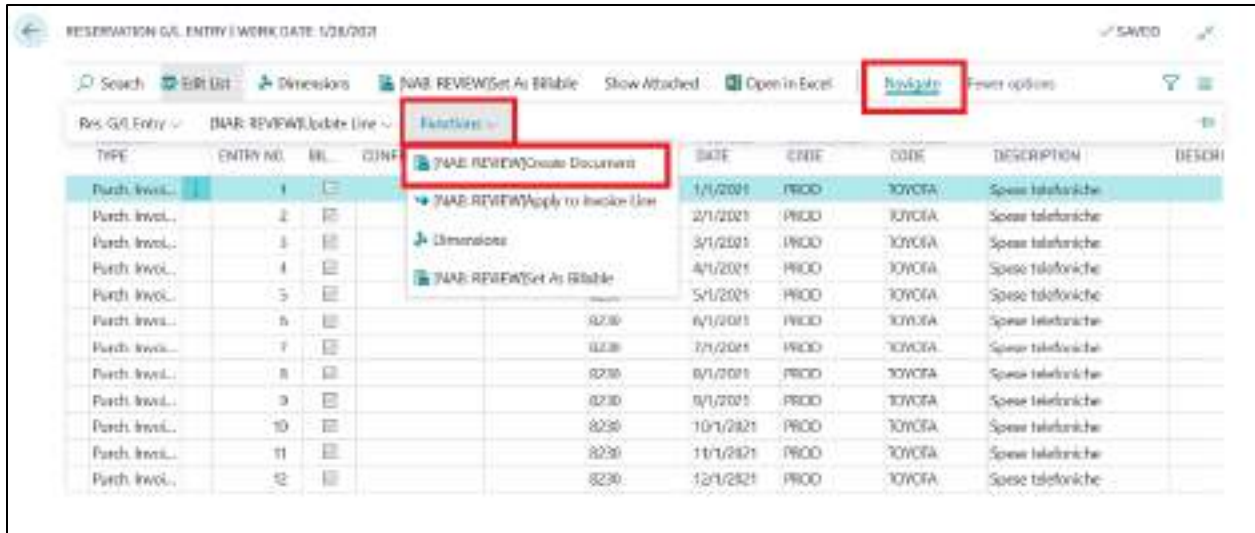 RESERVATION G/L ENTRY | WORK DATE: 1/28/2021 SAVED
Search Edit List Dimensions [NAB: REVIEW]Set As Billable Show Attached Open in Excel Navigate Fewer options
Res. G/L Entry [NAB: REVIEW]Update Line Functions
TYPE ENTRY NO. BIL... DATE CODE CODE DESCRIPTION
[NAB: REVIEW]Create Document
Purch. Invoi... 1 1/1/2021 PROD TOYOTA Spese telefoniche
[NAB: REVIEW]Apply to Invoice Line
Purch. Invoi... 2 2/1/2021 PROD TOYOTA Spese telefoniche
Purch. Invoi... 3 3/1/2021 PROD TOYOTA Spese telefoniche
Dimensions
Purch. Invoi... 4 4/1/2021 PROD TOYOTA Spese telefoniche
[NAB: REVIEW]Set As Billable
Purch. Invoi... 5 5/1/2021 PROD TOYOTA Spese telefoniche
Purch. Invoi... 6 8230 6/1/2021 PROD TOYOTA Spese telefoniche
Purch. Invoi... 7 8230 7/1/2021 PROD TOYOTA Spese telefoniche
Purch. Invoi... 8 8230 8/1/2021 PROD TOYOTA Spese telefoniche
Purch. Invoi... 9 8230 9/1/2021 PROD TOYOTA Spese telefoniche
Purch. Invoi... 10 8230 10/1/2021 PROD TOYOTA Spese telefoniche
Purch. Invoi... 11 8230 11/1/2021 PROD TOYOTA Spese telefoniche
Purch. Invoi... 12 8230 12/1/2021 PROD TOYOTA Spese telefoniche